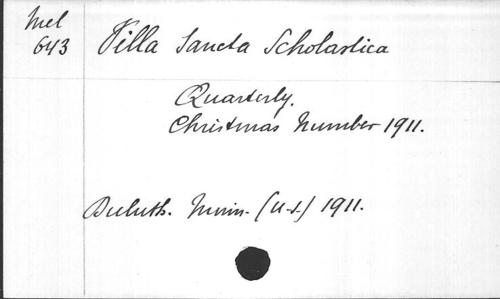 Mel
643
Villa Sancta Scholastica
Quarterly.
Christmas Number 1911.
Duluth. Minn. (U.S.) 1911.